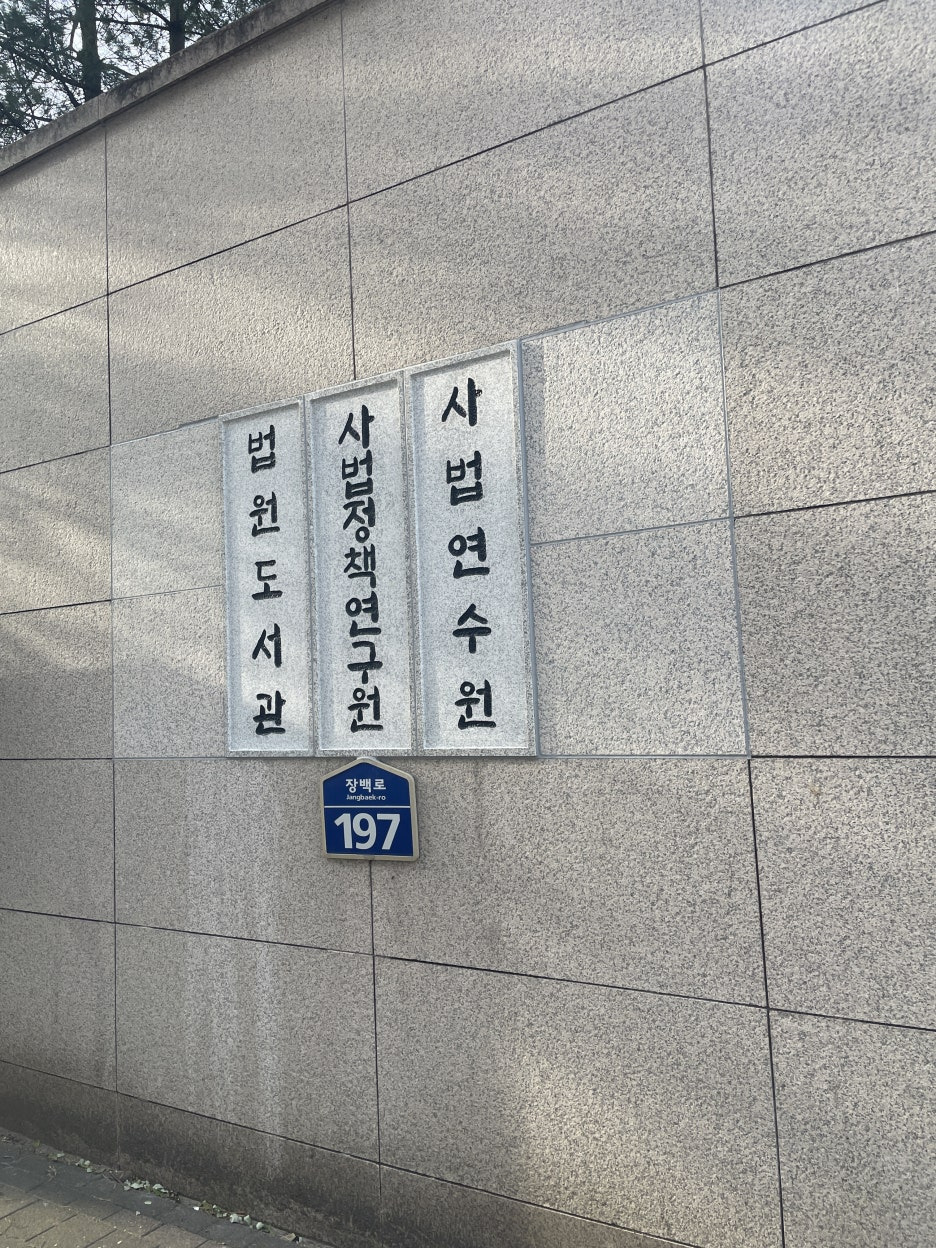 법원도서관
사법정책연구원
사법연수원
장백로
Jangbaek-ro
197